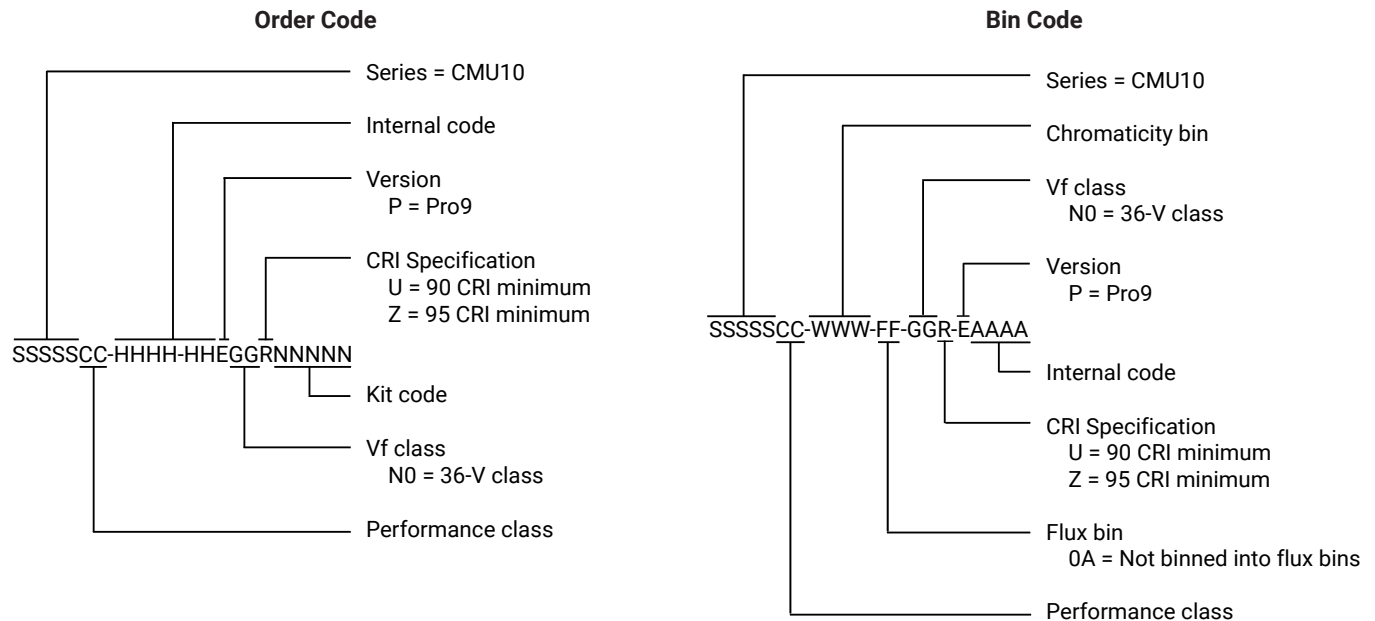 Order Code
Series = CMU10
Internal code
Version
P = Pro9
CRI Specification
U = 90 CRI minimum
Z = 95 CRI minimum
SSSSSCC-HHHH-HHEGGRNNNNN
Kit code
Vf class
N0 = 36-V class
Performance class
Bin Code
Series = CMU10
Chromaticity bin
Vf class
N0 = 36-V class
Version
P = Pro9
SSSSSCC-WWW-FF-GGR-EAAAA
Internal code
CRI Specification
U = 90 CRI minimum
Z = 95 CRI minimum
Flux bin
0A = Not binned into flux bins
Performance class